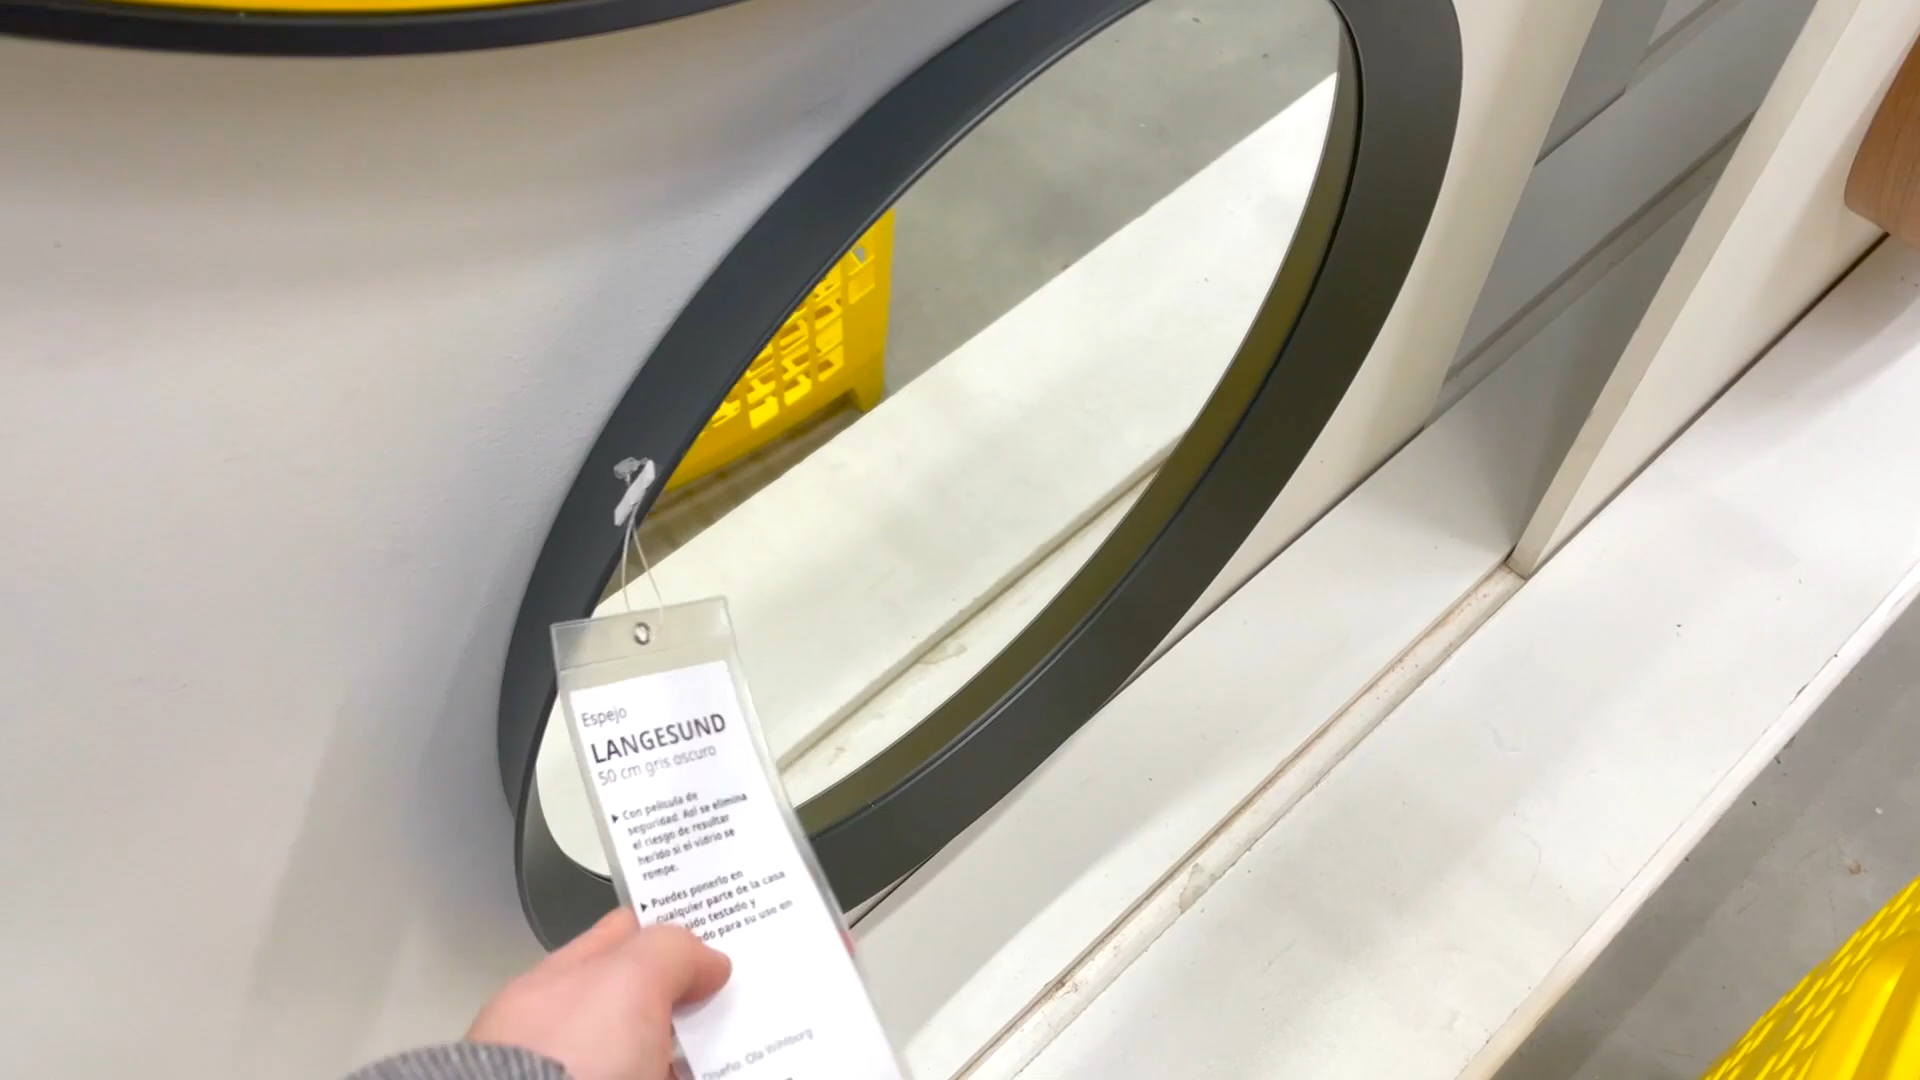 Espejo
LANGESUND
50 cm gris oscuro
Con película de
seguridad. Así se elimina
el riesgo de resultar
herido si el vidrio se
rompe.
Puedes ponerlo en
cualquier parte de la casa
sido testado y
do para su uso en
Diseño: Ola Wihlborg